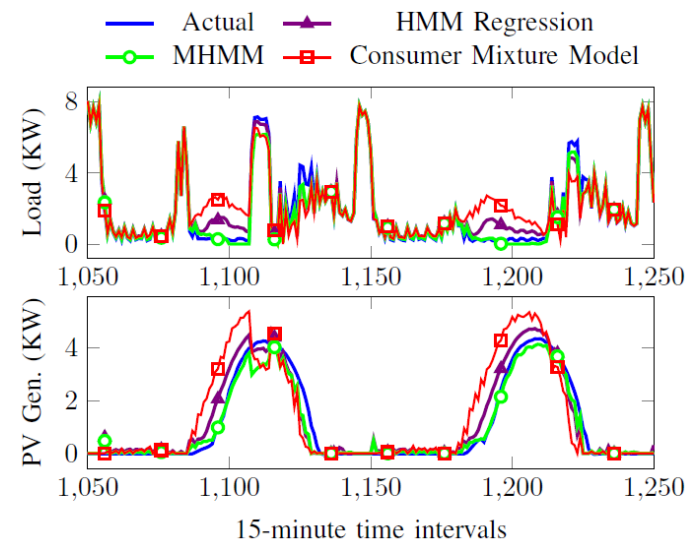 Actual
HMM Regression
MHMM
Consumer Mixture Model
8
4
0
Load (KW)
1,050
1,100
1,150
1,200
1,250
4
2
0
PV Gen. (KW)
1,050
1,100
1,150
1,200
1,250
15-minute time intervals